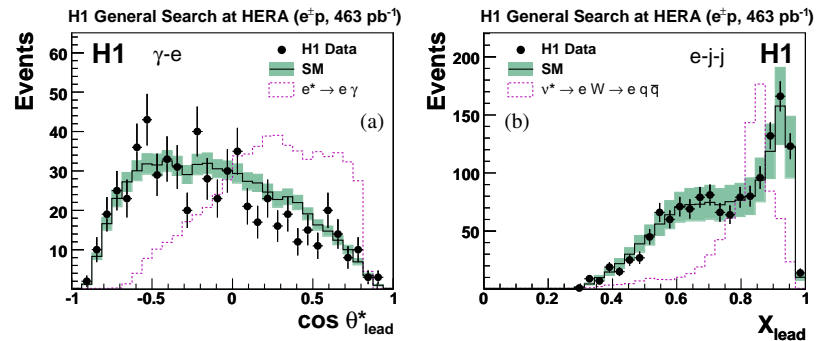 H1 General Search at HERA (e±p, 463 pb⁻¹)
Events
60
50
40
30
20
10
H1
γ-e
H1 Data
SM
e* → e γ
(a)
-1
-0.5
0
0.5
1
cos θ*lead
H1 General Search at HERA (e±p, 463 pb⁻¹)
Events
200
150
100
50
0
e-j-j
H1
H1 Data
SM
ν* → e W → e q q̄
(b)
0
0.2
0.4
0.6
0.8
1
Xlead